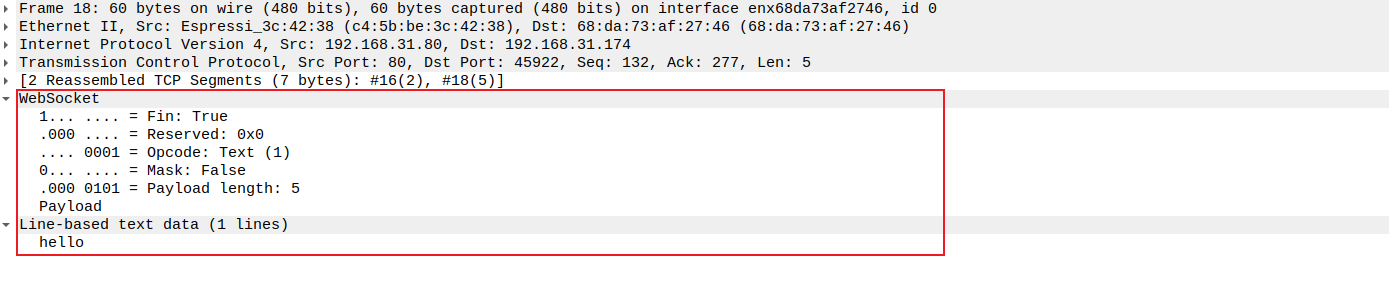 Frame 18: 60 bytes on wire (480 bits), 60 bytes captured (480 bits) on interface enx68da73af2746, id 0
Ethernet II, Src: Espressi_3c:42:38 (c4:5b:be:3c:42:38), Dst: 68:da:73:af:27:46 (68:da:73:af:27:46)
Internet Protocol Version 4, Src: 192.168.31.80, Dst: 192.168.31.174
Transmission Control Protocol, Src Port: 80, Dst Port: 45922, Seq: 132, Ack: 277, Len: 5
[2 Reassembled TCP Segments (7 bytes): #16(2), #18(5)]
WebSocket
1... .... = Fin: True
.000 .... = Reserved: 0x0
.... 0001 = Opcode: Text (1)
0... .... = Mask: False
.000 0101 = Payload length: 5
Payload
Line-based text data (1 lines)
hello